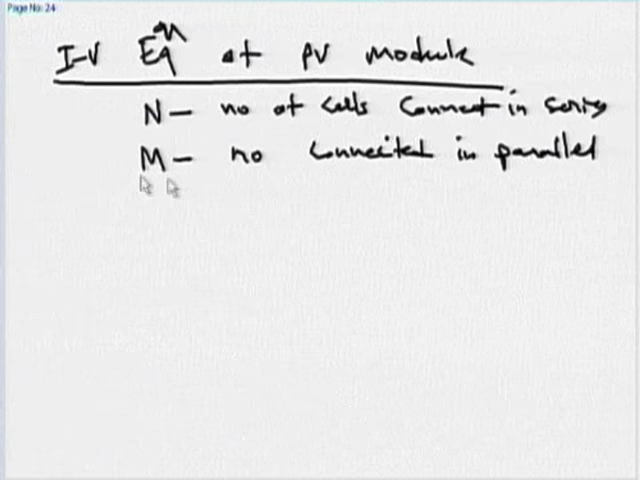 Page No: 24
I-V Eqn of PV module
N - no of cells connect in series
M - no connected in parallel